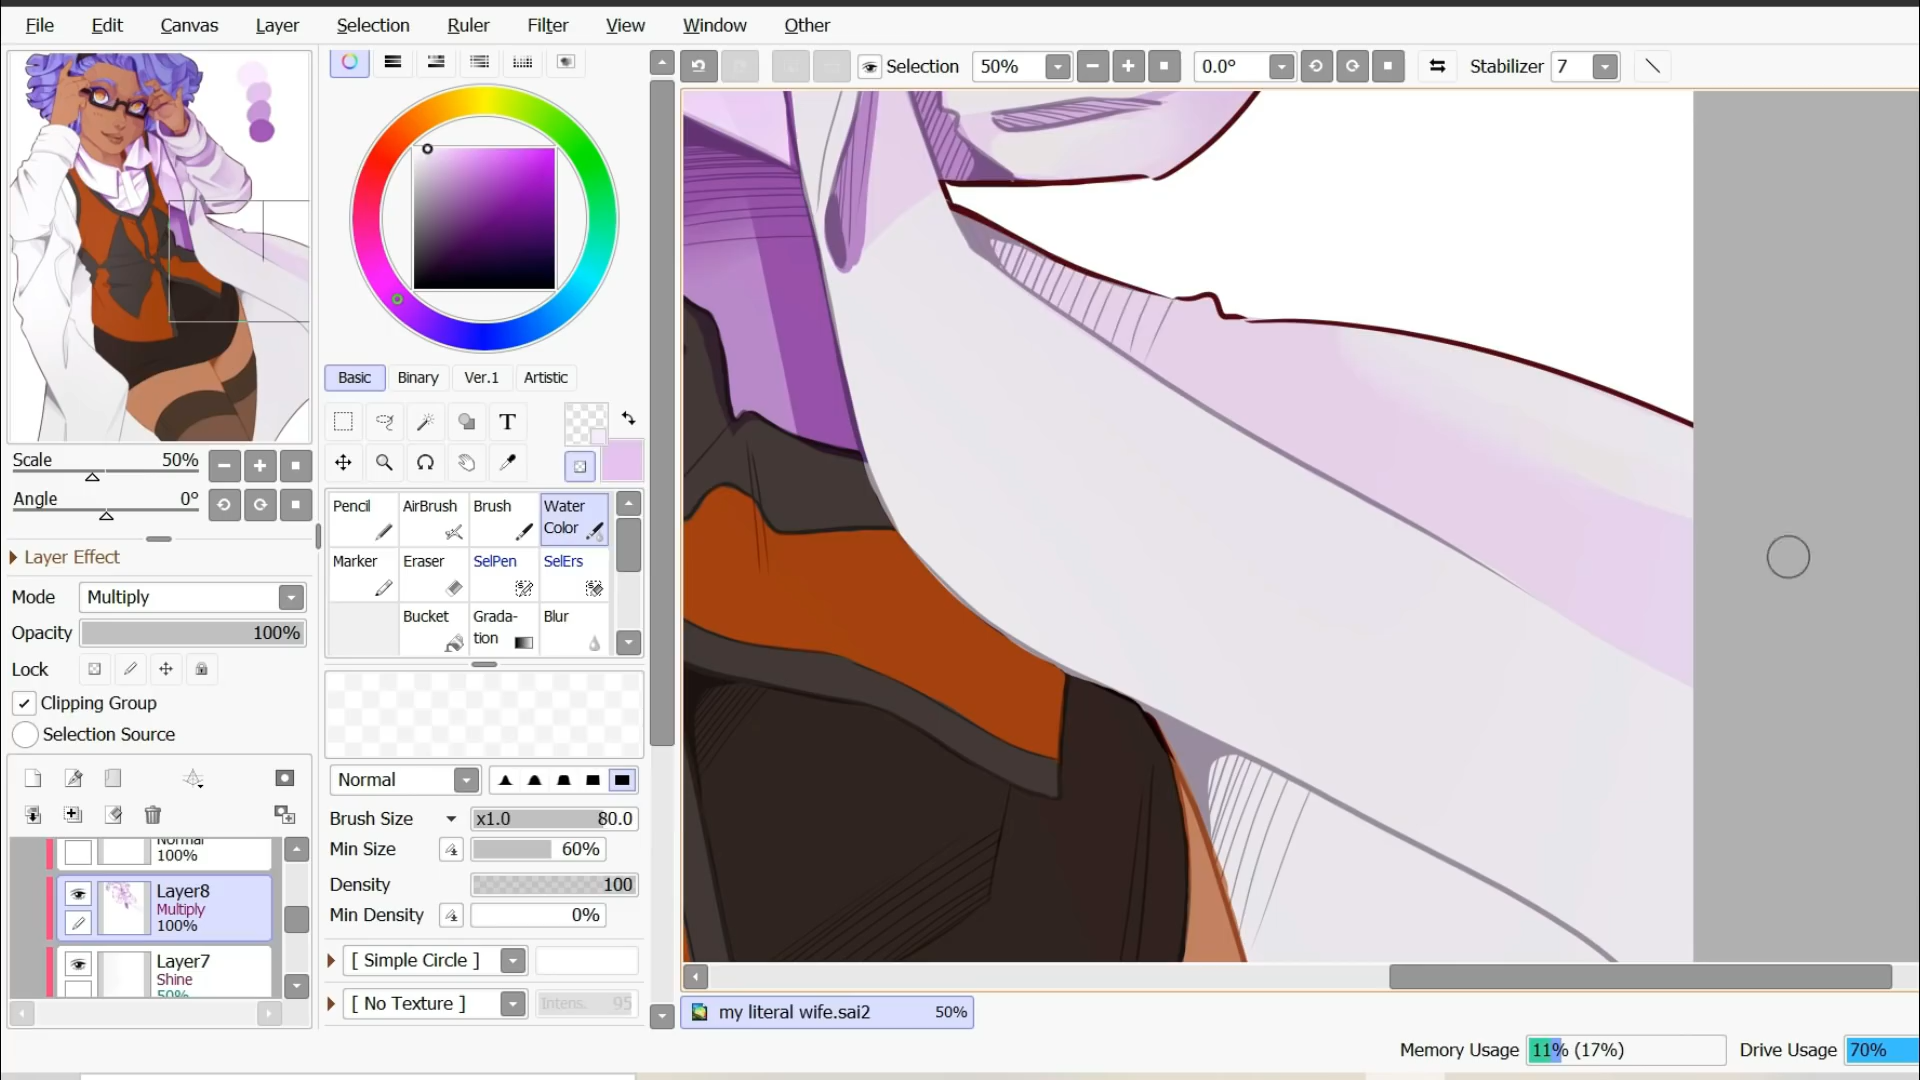 File Edit Canvas Layer Selection Ruler Filter View Window Other
Selection 50% 0.0° Stabilizer 7
Basic Binary Ver.1 Artistic
T
Scale 50%
Angle 0°
Pencil AirBrush Brush Water Color
Marker Eraser SelPen SelErs
Bucket Grada-tion Blur
Layer Effect
Mode Multiply
Opacity 100%
Lock
Clipping Group
Selection Source
Normal
Brush Size x1.0 80.0
Min Size 60%
Density 100
Min Density 0%
[ Simple Circle ]
[ No Texture ] Intens. 95
Normal
100%
Layer8
Multiply
100%
Layer7
Shine
50%
my literal wife.sai2 50%
Memory Usage 11% (17%) Drive Usage 70%